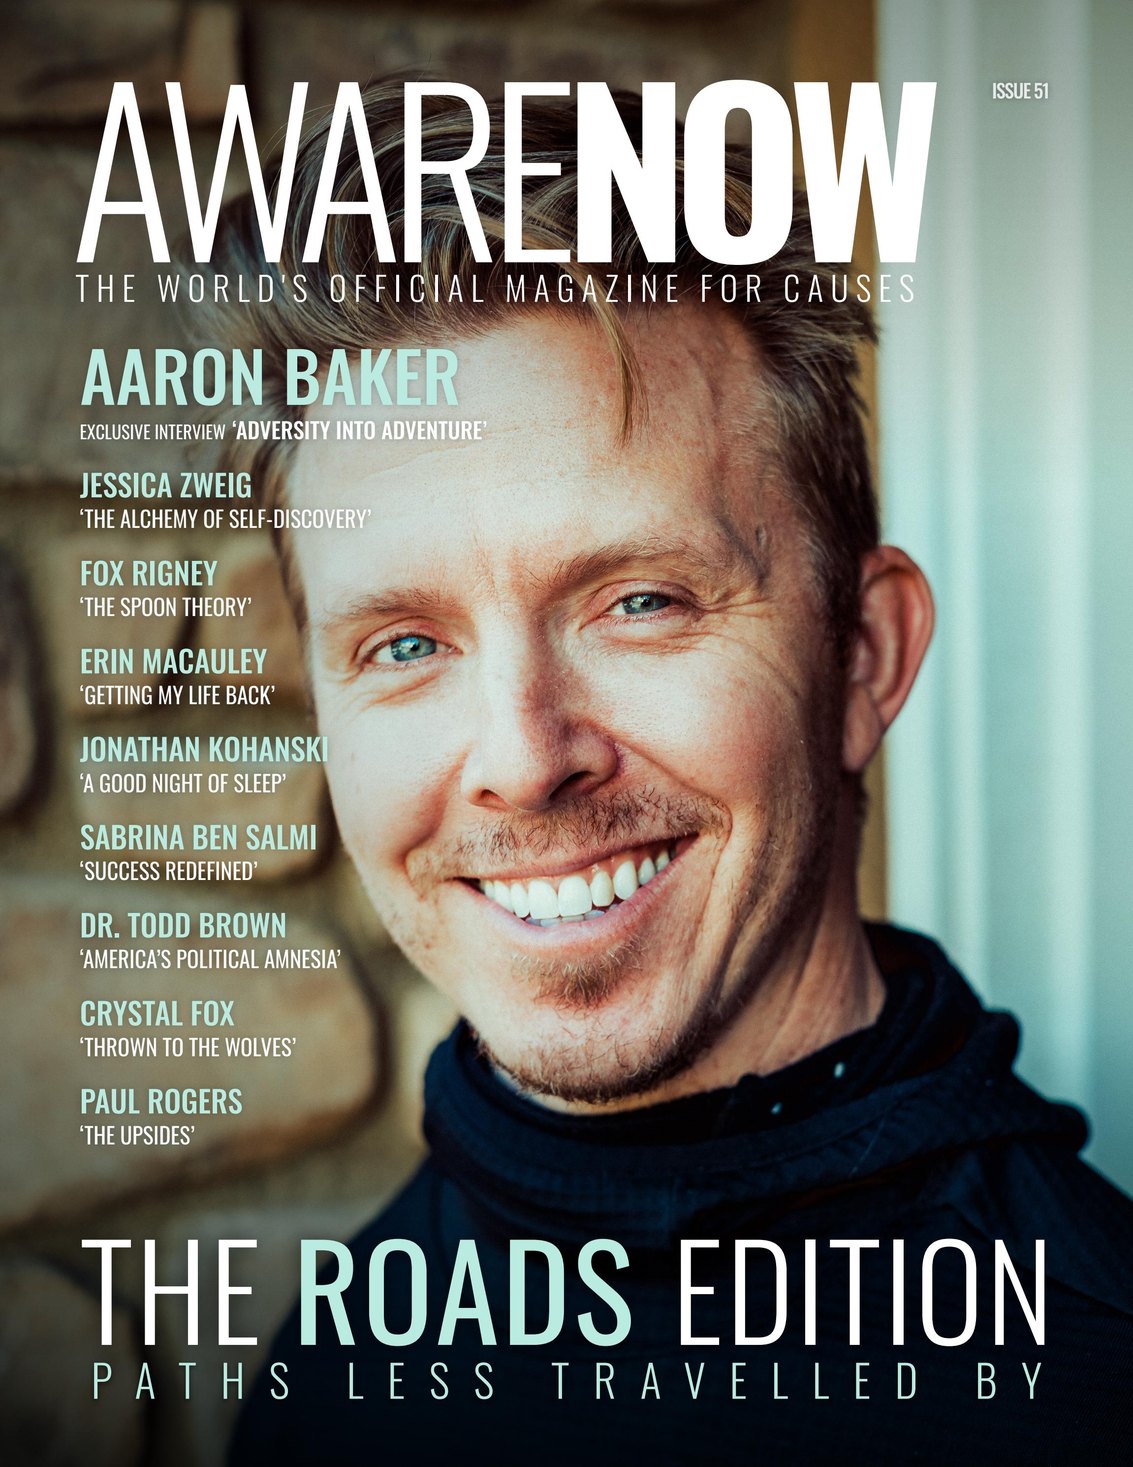 AWARENOW
ISSUE 51
THE WORLD'S OFFICIAL MAGAZINE FOR CAUSES
AARON BAKER
EXCLUSIVE INTERVIEW ‘ADVERSITY INTO ADVENTURE’
JESSICA ZWEIG
‘THE ALCHEMY OF SELF-DISCOVERY’
FOX RIGNEY
‘THE SPOON THEORY’
ERIN MACAULEY
‘GETTING MY LIFE BACK’
JONATHAN KOHANSKI
‘A GOOD NIGHT OF SLEEP’
SABRINA BEN SALMI
‘SUCCESS REDEFINED’
DR. TODD BROWN
‘AMERICA’S POLITICAL AMNESIA’
CRYSTAL FOX
‘THROWN TO THE WOLVES’
PAUL ROGERS
‘THE UPSIDES’
THE ROADS EDITION
PATHS LESS TRAVELLED BY